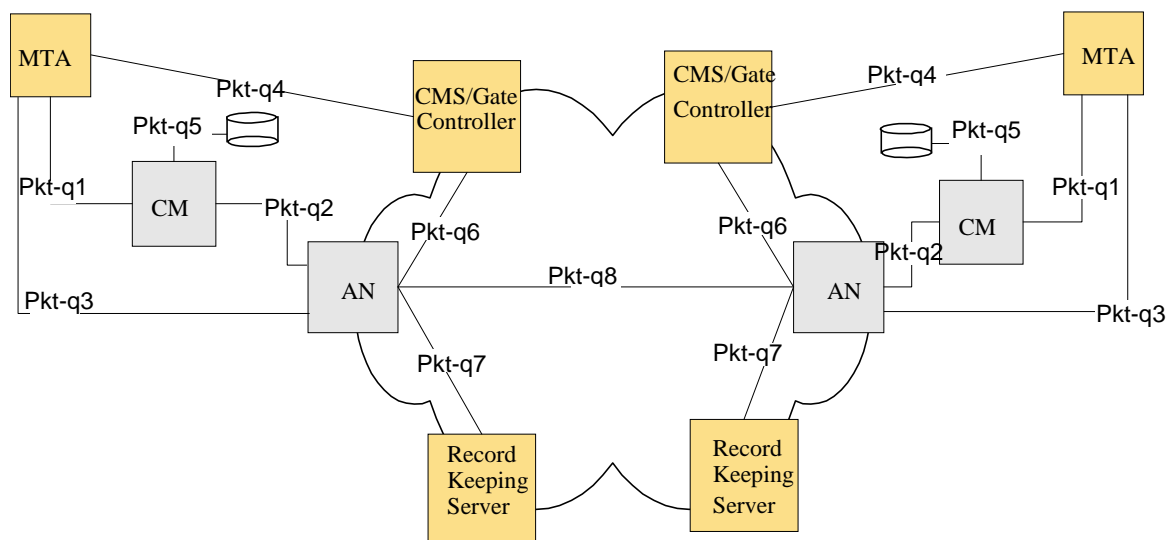 MTA
Pkt-q4
CMS/Gate
Controller
CMS/Gate
Controller
Pkt-q4
MTA
Pkt-q5
Pkt-q5
Pkt-q1
CM
Pkt-q2
Pkt-q6
Pkt-q6
Pkt-q2
CM
Pkt-q1
Pkt-q3
AN
Pkt-q8
AN
Pkt-q3
Pkt-q7
Pkt-q7
Record
Keeping
Server
Record
Keeping
Server